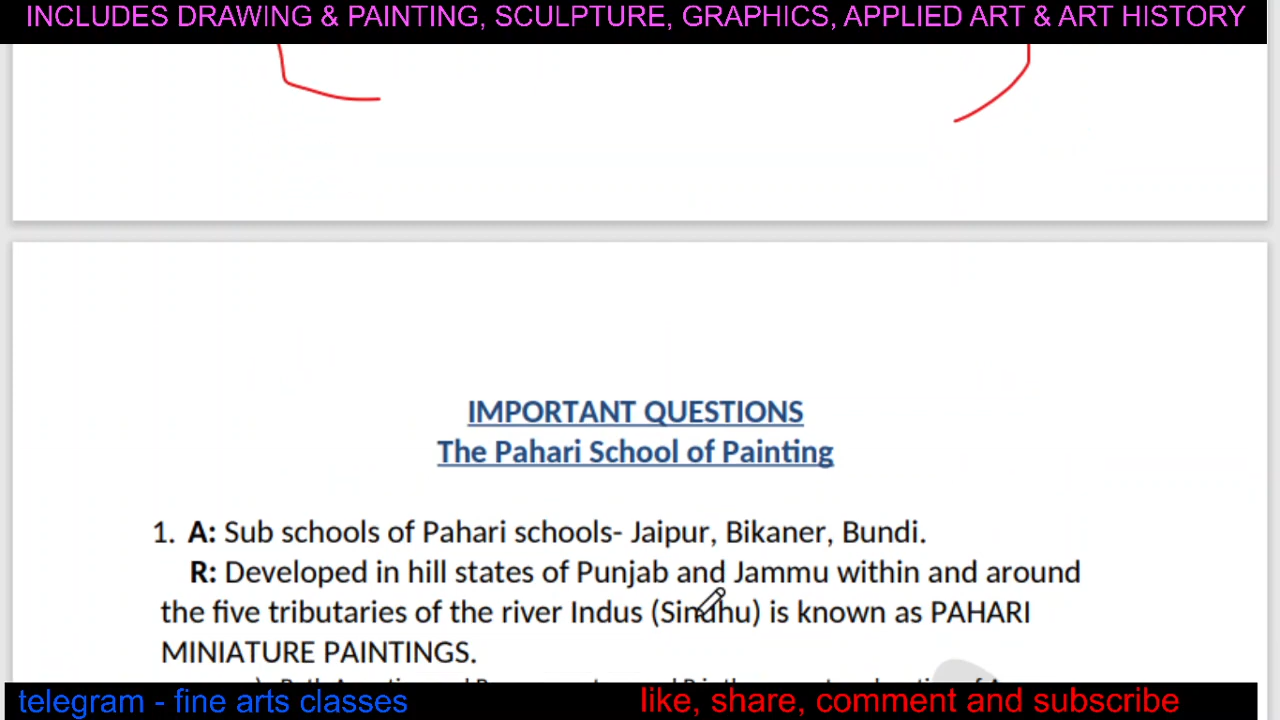 INCLUDES DRAWING & PAINTING, SCULPTURE, GRAPHICS, APPLIED ART & ART HISTORY
IMPORTANT QUESTIONS
The Pahari School of Painting
1. A: Sub schools of Pahari schools- Jaipur, Bikaner, Bundi.
R: Developed in hill states of Punjab and Jammu within and around
the five tributaries of the river Indus (Sindhu) is known as PAHARI
MINIATURE PAINTINGS.
telegram - fine arts classes
like, share, comment and subscribe